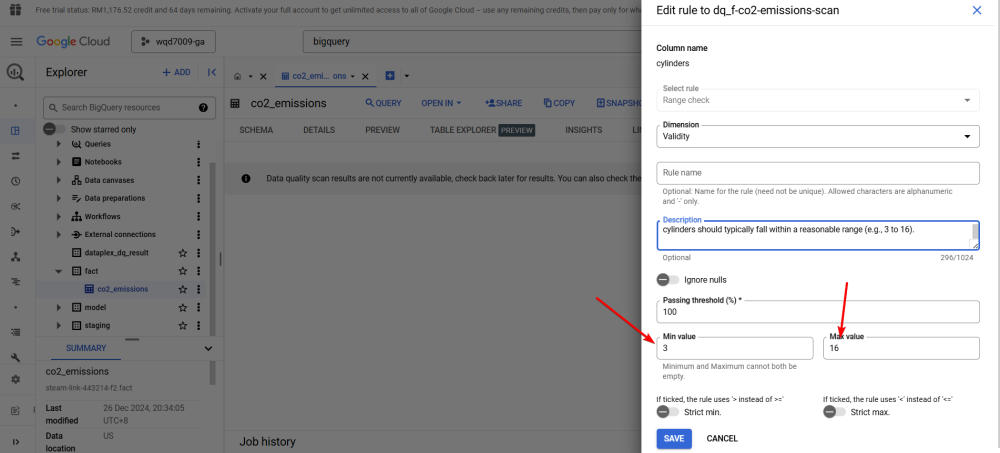 Free trial status: RM1,176.52 credit and 64 days remaining. Activate your full account to get unlimited access to all of Google Cloud – use any remaining credits, then pay only for wha
Google Cloud
wqd7009-ga
bigquery
Explorer
+ ADD
Search BigQuery resources
Show starred only
Queries
Notebooks
Data canvases
Data preparations
Workflows
External connections
dataplex_dq_result
fact
co2_emissions
model
staging
SUMMARY
co2_emissions
steam-link-443214-f2.fact
Last modified
26 Dec 2024, 20:34:05 UTC+8
Data location
US
co2_emi... ons
co2_emissions
QUERY
OPEN IN
SHARE
COPY
SNAPSHO
SCHEMA
DETAILS
PREVIEW
TABLE EXPLORER PREVIEW
INSIGHTS
LI
Data quality scan results are not currently available, check back later for results. You can also check the
Job history
Edit rule to dq_f-co2-emissions-scan
Column name
cylinders
Select rule
Range check
Dimension
Validity
Rule name
Optional: Name for the rule (need not be unique). Allowed characters are alphanumeric
and '-' only.
Description
cylinders should typically fall within a reasonable range (e.g., 3 to 16).
Optional
296/1024
Ignore nulls
Passing threshold (%) *
100
Min value
3
Max value
16
Minimum and Maximum cannot both be
empty.
If ticked, the rule uses '> instead of >='
Strict min.
If ticked, the rule uses '<' instead of '<='
Strict max.
SAVE
CANCEL